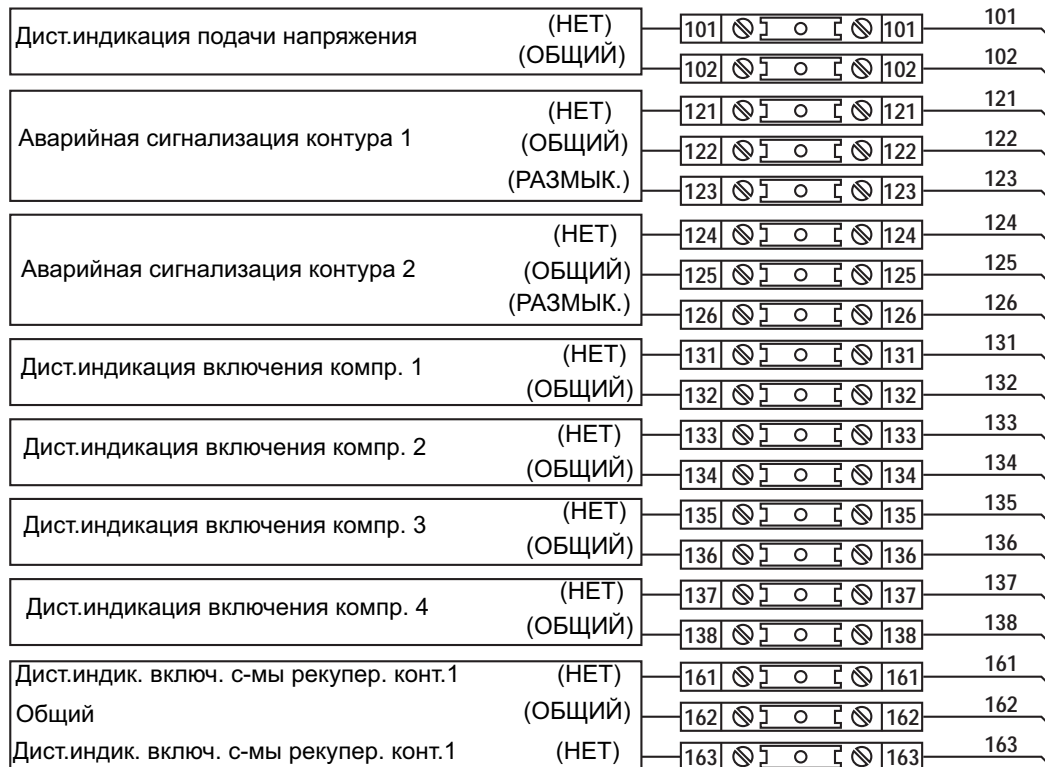 Дист.индикация подачи напряжения (НЕТ) 101 101 101
(ОБЩИЙ) 102 102 102
(НЕТ) 121 121 121
Аварийная сигнализация контура 1 (ОБЩИЙ) 122 122 122
(РАЗМЫК.) 123 123 123
(НЕТ) 124 124 124
Аварийная сигнализация контура 2 (ОБЩИЙ) 125 125 125
(РАЗМЫК.) 126 126 126
Дист.индикация включения компр. 1 (НЕТ) 131 131 131
(ОБЩИЙ) 132 132 132
Дист.индикация включения компр. 2 (НЕТ) 133 133 133
(ОБЩИЙ) 134 134 134
Дист.индикация включения компр. 3 (НЕТ) 135 135 135
(ОБЩИЙ) 136 136 136
Дист.индикация включения компр. 4 (НЕТ) 137 137 137
(ОБЩИЙ) 138 138 138
Дист.индик. включ. с-мы рекупер. конт.1 (НЕТ) 161 161 161
Общий (ОБЩИЙ) 162 162 162
Дист.индик. включ. с-мы рекупер. конт.1 (НЕТ) 163 163 163